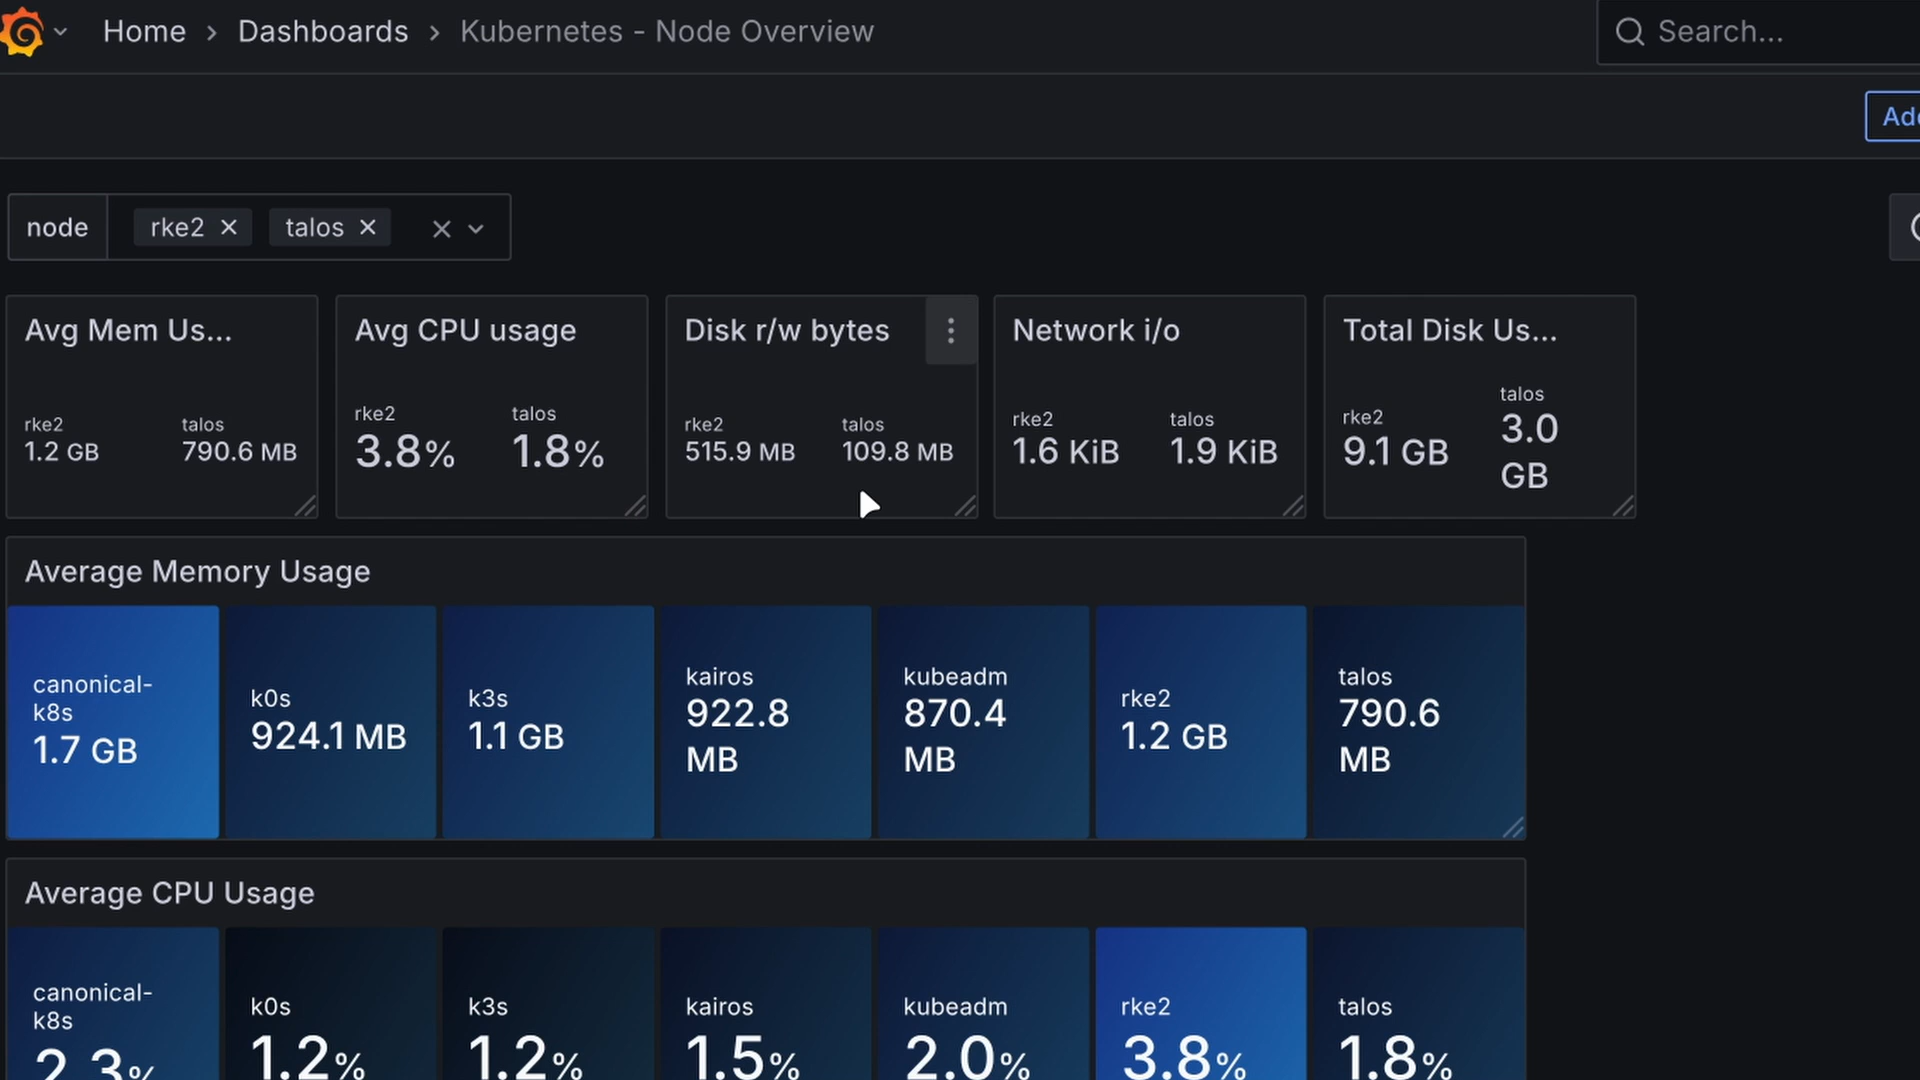 Home › Dashboards › Kubernetes - Node Overview
Search...
node
rke2
talos
Avg Mem Us...
rke2
1.2 GB
talos
790.6 MB
Avg CPU usage
rke2
3.8%
talos
1.8%
Disk r/w bytes
rke2
515.9 MB
talos
109.8 MB
Network i/o
rke2
1.6 KiB
talos
1.9 KiB
Total Disk Us...
rke2
9.1 GB
talos
3.0
GB
Average Memory Usage
canonical-
k8s
1.7 GB
k0s
924.1 MB
k3s
1.1 GB
kairos
922.8
MB
kubeadm
870.4
MB
rke2
1.2 GB
talos
790.6
MB
Average CPU Usage
canonical-
k8s
2.3%
k0s
1.2%
k3s
1.2%
kairos
1.5%
kubeadm
2.0%
rke2
3.8%
talos
1.8%